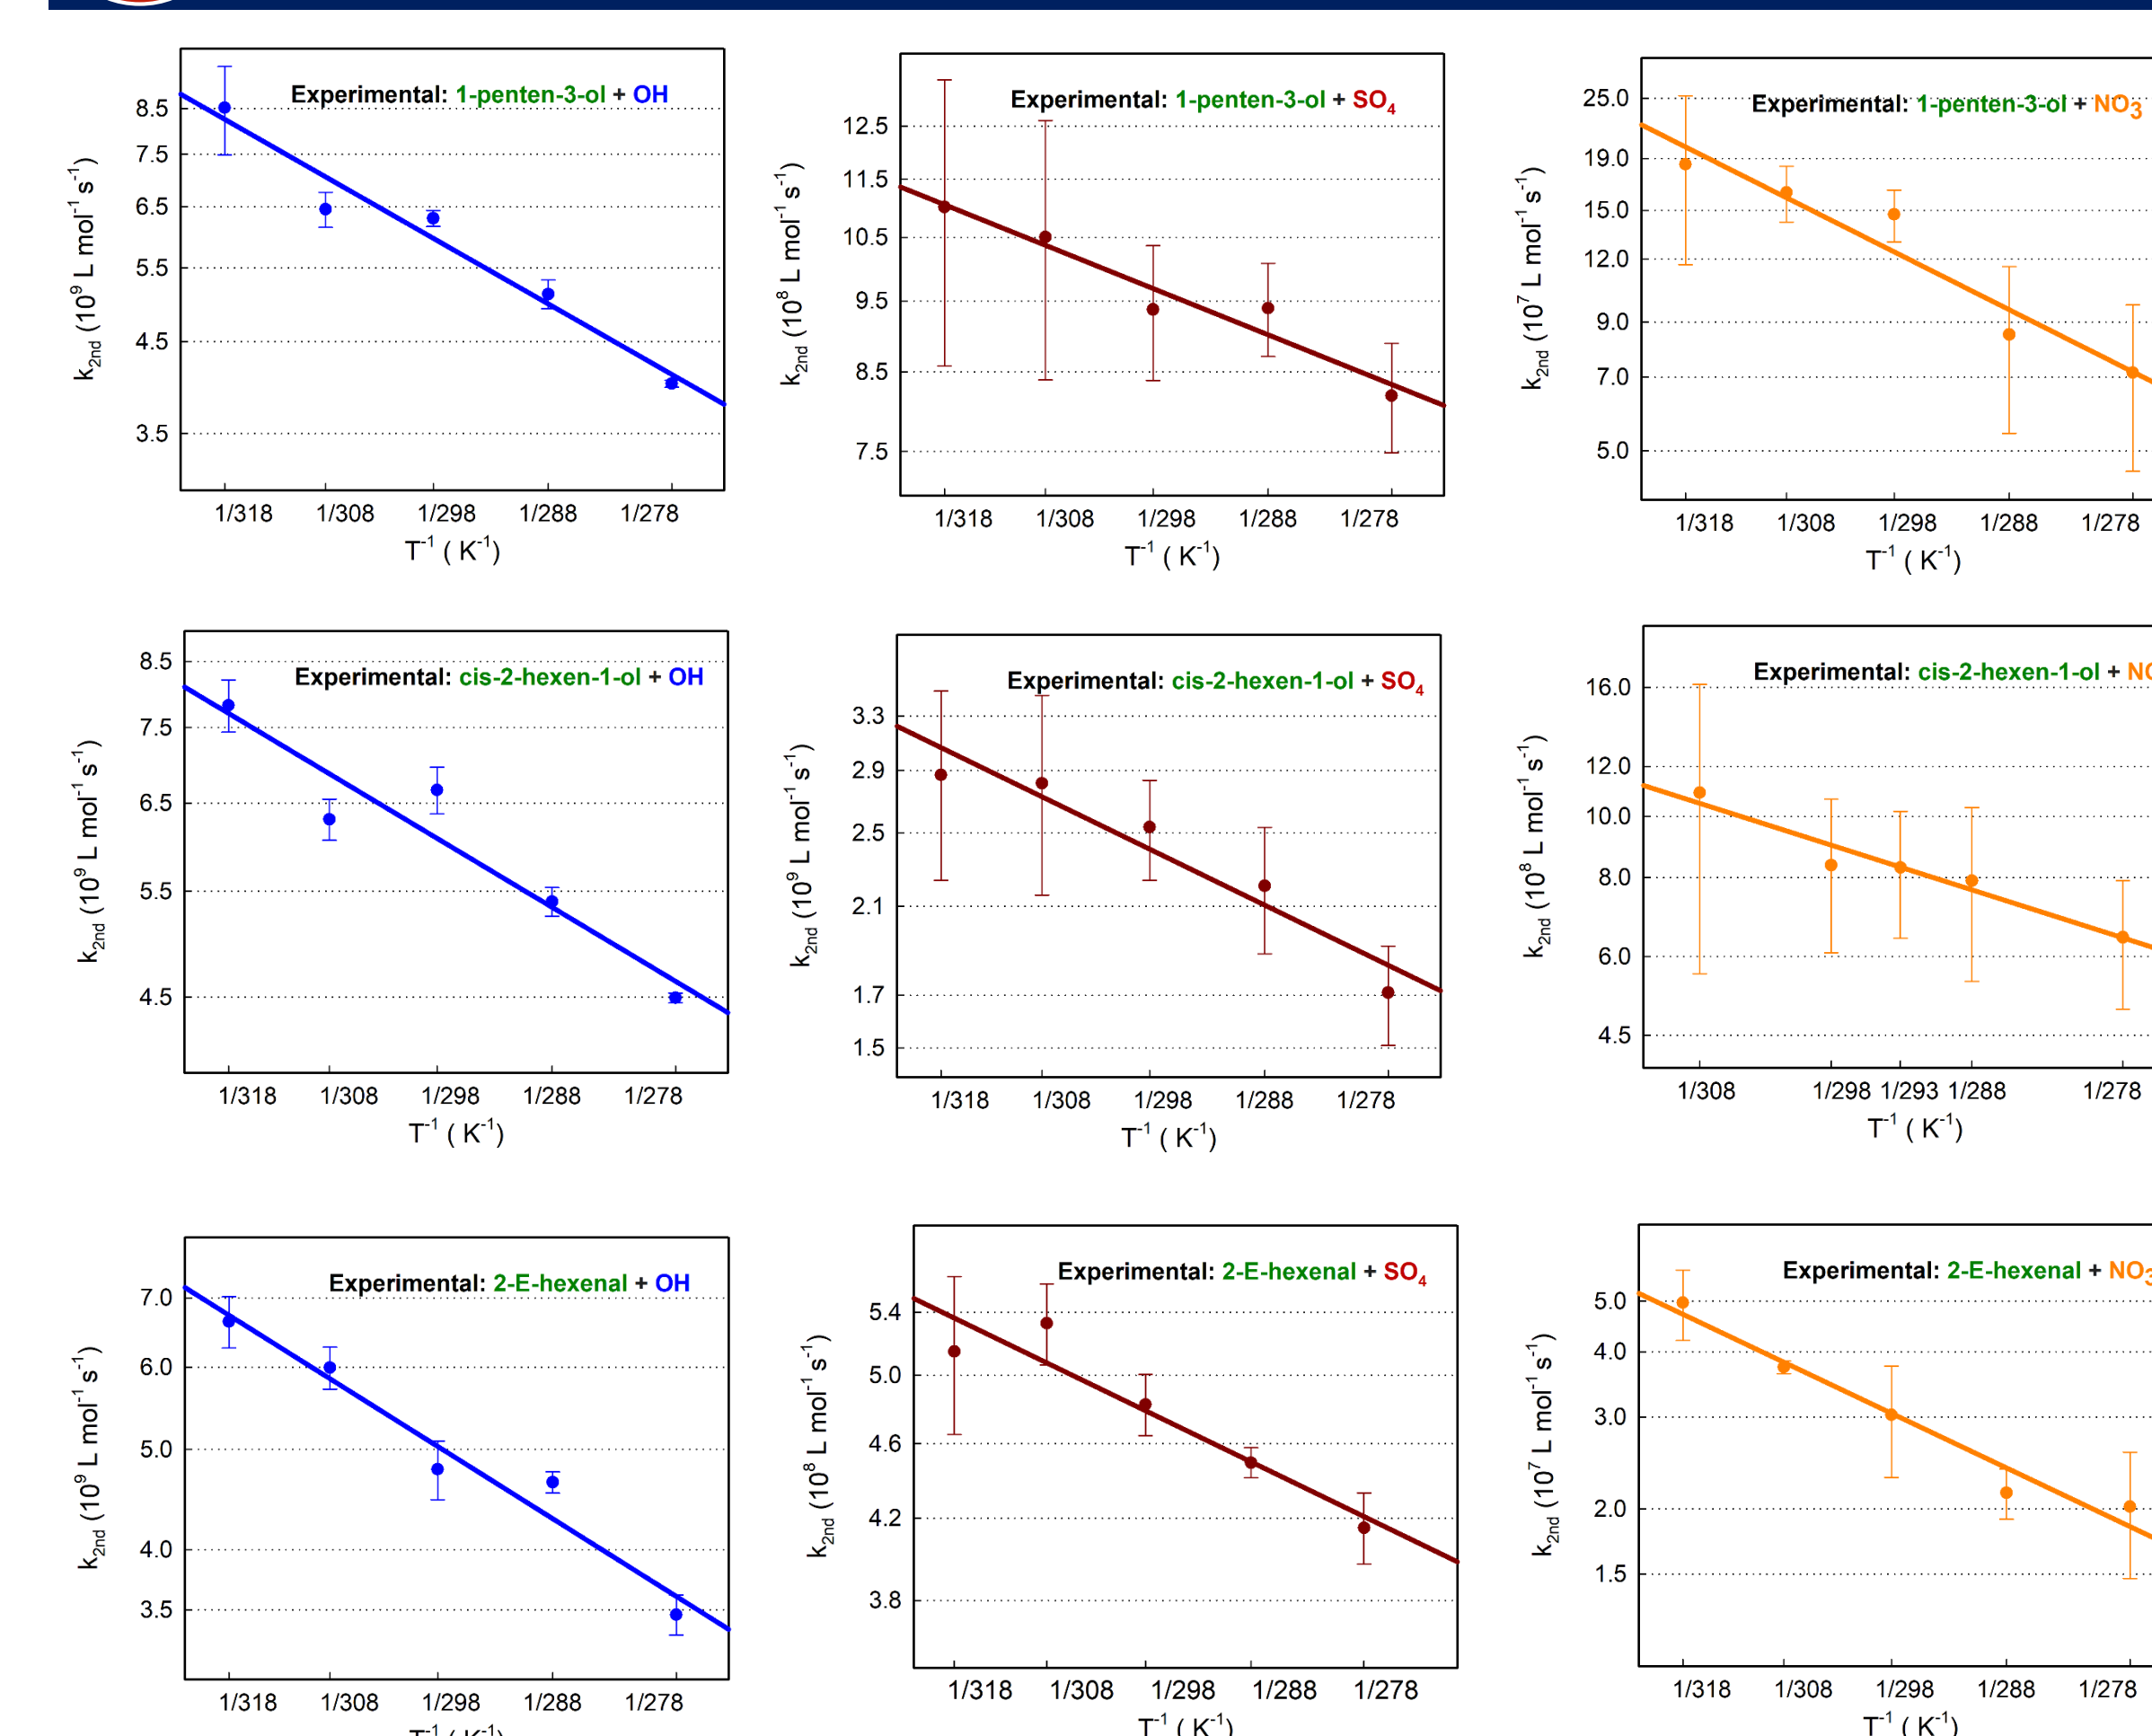 Experimental: 1-penten-3-ol + OH
8.5
7.5
6.5
5.5
4.5
3.5
k2nd (10^9 L mol^-1 s^-1)
1/318 1/308 1/298 1/288 1/278
T^-1 ( K^-1)
Experimental: 1-penten-3-ol + SO4
12.5
11.5
10.5
9.5
8.5
7.5
k2nd (10^8 L mol^-1 s^-1)
1/318 1/308 1/298 1/288 1/278
T^-1 ( K^-1)
Experimental: 1-penten-3-ol + NO3
25.0
19.0
15.0
12.0
9.0
7.0
5.0
k2nd (10^7 L mol^-1 s^-1)
1/318 1/308 1/298 1/288 1/278
T^-1 ( K^-1)
Experimental: cis-2-hexen-1-ol + OH
8.5
7.5
6.5
5.5
4.5
k2nd (10^9 L mol^-1 s^-1)
1/318 1/308 1/298 1/288 1/278
T^-1 ( K^-1)
Experimental: cis-2-hexen-1-ol + SO4
3.3
2.9
2.5
2.1
1.7
1.5
k2nd (10^9 L mol^-1 s^-1)
1/318 1/308 1/298 1/288 1/278
T^-1 ( K^-1)
Experimental: cis-2-hexen-1-ol +
16.0
12.0
10.0
8.0
6.0
4.5
k2nd (10^8 L mol^-1 s^-1)
1/308 1/298 1/293 1/288 1/278
T^-1 ( K^-1)
Experimental: 2-E-hexenal + OH
7.0
6.0
5.0
4.0
3.5
k2nd (10^9 L mol^-1 s^-1)
1/318 1/308 1/298 1/288 1/278
T^-1 ( K^-1)
Experimental: 2-E-hexenal + SO4
5.4
5.0
4.6
4.2
3.8
k2nd (10^8 L mol^-1 s^-1)
1/318 1/308 1/298 1/288 1/278
T^-1 ( K^-1)
Experimental: 2-E-hexenal + NO3
5.0
4.0
3.0
2.0
1.5
k2nd (10^7 L mol^-1 s^-1)
1/318 1/308 1/298 1/288 1/278
T^-1 ( K^-1)